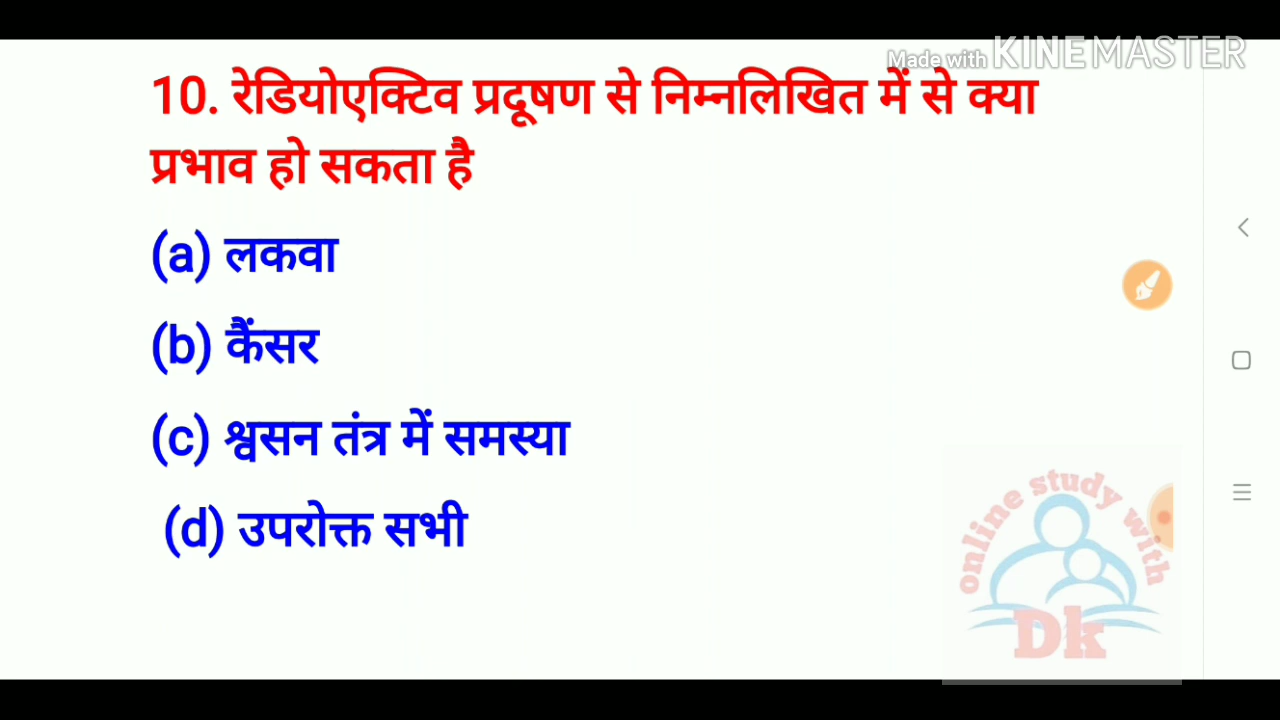 Made with KINEMASTER
10. रेडियोएक्टिव प्रदूषण से निम्नलिखित में से क्या
प्रभाव हो सकता है
(a) लकवा
(b) कैंसर
(c) श्वसन तंत्र में समस्या
(d) उपरोक्त सभी
online study with
Dk